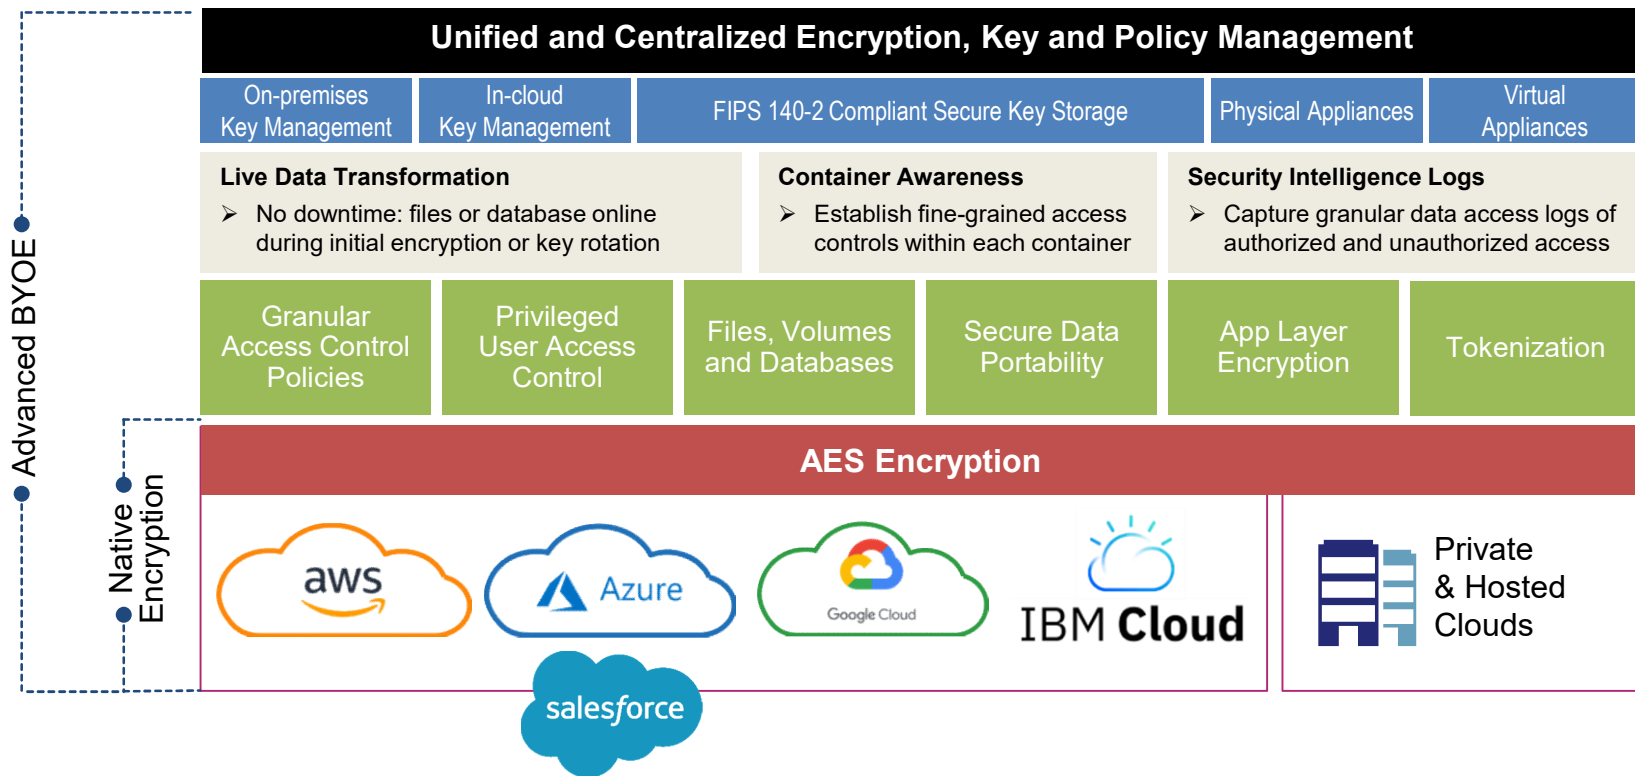 Unified and Centralized Encryption, Key and Policy Management
On-premises
Key Management
In-cloud
Key Management
FIPS 140-2 Compliant Secure Key Storage
Physical Appliances
Virtual
Appliances
Live Data Transformation
➢ No downtime: files or database online
during initial encryption or key rotation
Container Awareness
➢ Establish fine-grained access
controls within each container
Security Intelligence Logs
➢ Capture granular data access logs of
authorized and unauthorized access
Granular
Access Control
Policies
Privileged
User Access
Control
Files, Volumes
and Databases
Secure Data
Portability
App Layer
Encryption
Tokenization
Advanced BYOE
Native
Encryption
AES Encryption
aws
Azure
Google Cloud
IBM Cloud
Private
& Hosted
Clouds
salesforce